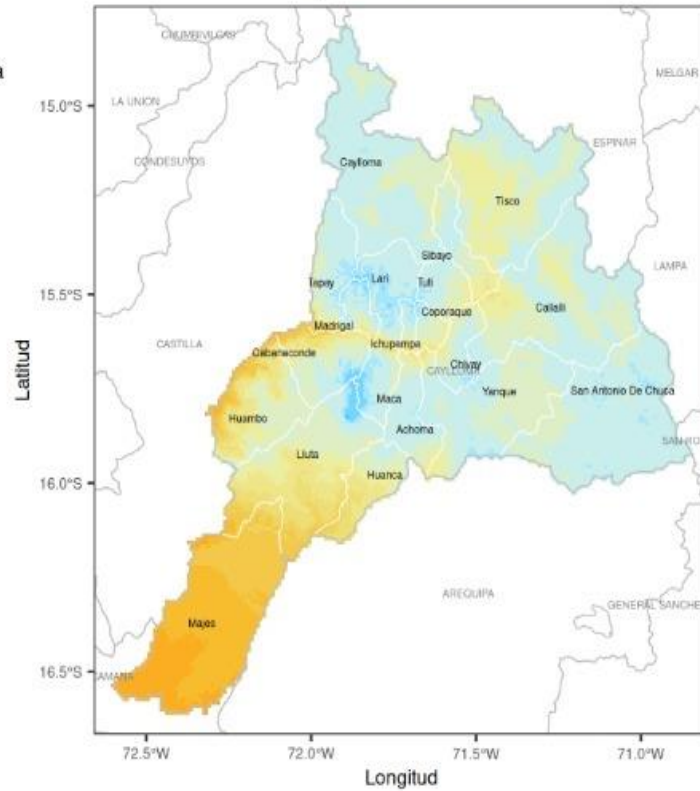 a
CHUMBIVILCAS
MELGAR
15.0°S
LA UNION
ESPINAR
CONDESUYOS
Caylloma
Tisco
Sibayo
LAMPA
Tapay
Lari
Tuti
15.5°S
Callalli
Coporaque
Madrigal
CASTILLA
Ichupampa
Cabanaconde
Chivay
CAYLLOMA
Latitud
Yanque
San Antonio De Chuca
Maca
Huambo
Achoma
Lluta
Huanca
16.0°S
AREQUIPA
GENERAL SANCHE
Majes
16.5°S
CAMANA
72.5°W
72.0°W
71.5°W
71.0°W
Longitud